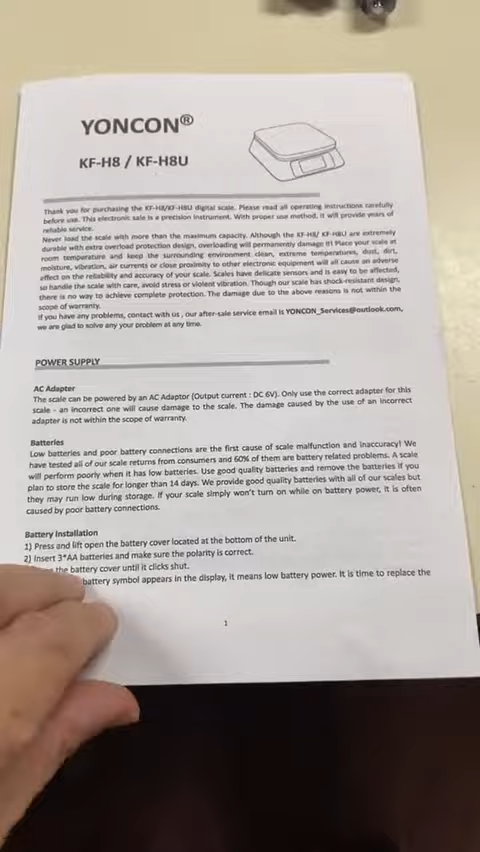 YONCON®
KF-H8 / KF-H8U
Thank you for purchasing the KF-H8/KF-H8U digital scale. Please read all operating instructions carefully
before use. This electronic sale is a precision instrument. With proper use method, it will provide years of
reliable service.
Never load the scale with more than the maximum capacity. Although the KF-H8/ KF-H8U are extremely
durable with extra overload protection design, overloading will permanently damage it! Place your scale at
room temperature and keep the surrounding environment clean, extreme temperatures, dust, dirt,
moisture, vibration, air currents or close proximity to other electronic equipment will all cause an adverse
effect on the reliability and accuracy of your scale. Scales have delicate sensors and is easy to be affected,
so handle the scale with care, avoid stress or violent vibration. Though our scale has shock-resistant design,
there is no way to achieve complete protection. The damage due to the above reasons is not within the
scope of warranty.
If you have any problems, contact with us , our after-sale service email is YONCON_Services@outlook.com,
we are glad to solve any your problem at any time.
POWER SUPPLY
AC Adapter
The scale can be powered by an AC Adaptor (Output current : DC 6V). Only use the correct adapter for this
scale - an incorrect one will cause damage to the scale. The damage caused by the use of an incorrect
adapter is not within the scope of warranty.
Batteries
Low batteries and poor battery connections are the first cause of scale malfunction and inaccuracy! We
have tested all of our scale returns from consumers and 60% of them are battery related problems. A scale
will perform poorly when it has low batteries. Use good quality batteries and remove the batteries if you
plan to store the scale for longer than 14 days. We provide good quality batteries with all of our scales but
they may run low during storage. If your scale simply won't turn on while on battery power, it is often
caused by poor battery connections.
Battery Installation
1) Press and lift open the battery cover located at the bottom of the unit.
2) Insert 3*AA batteries and make sure the polarity is correct.
the battery cover until it clicks shut.
battery symbol appears in the display, it means low battery power. It is time to replace the
1